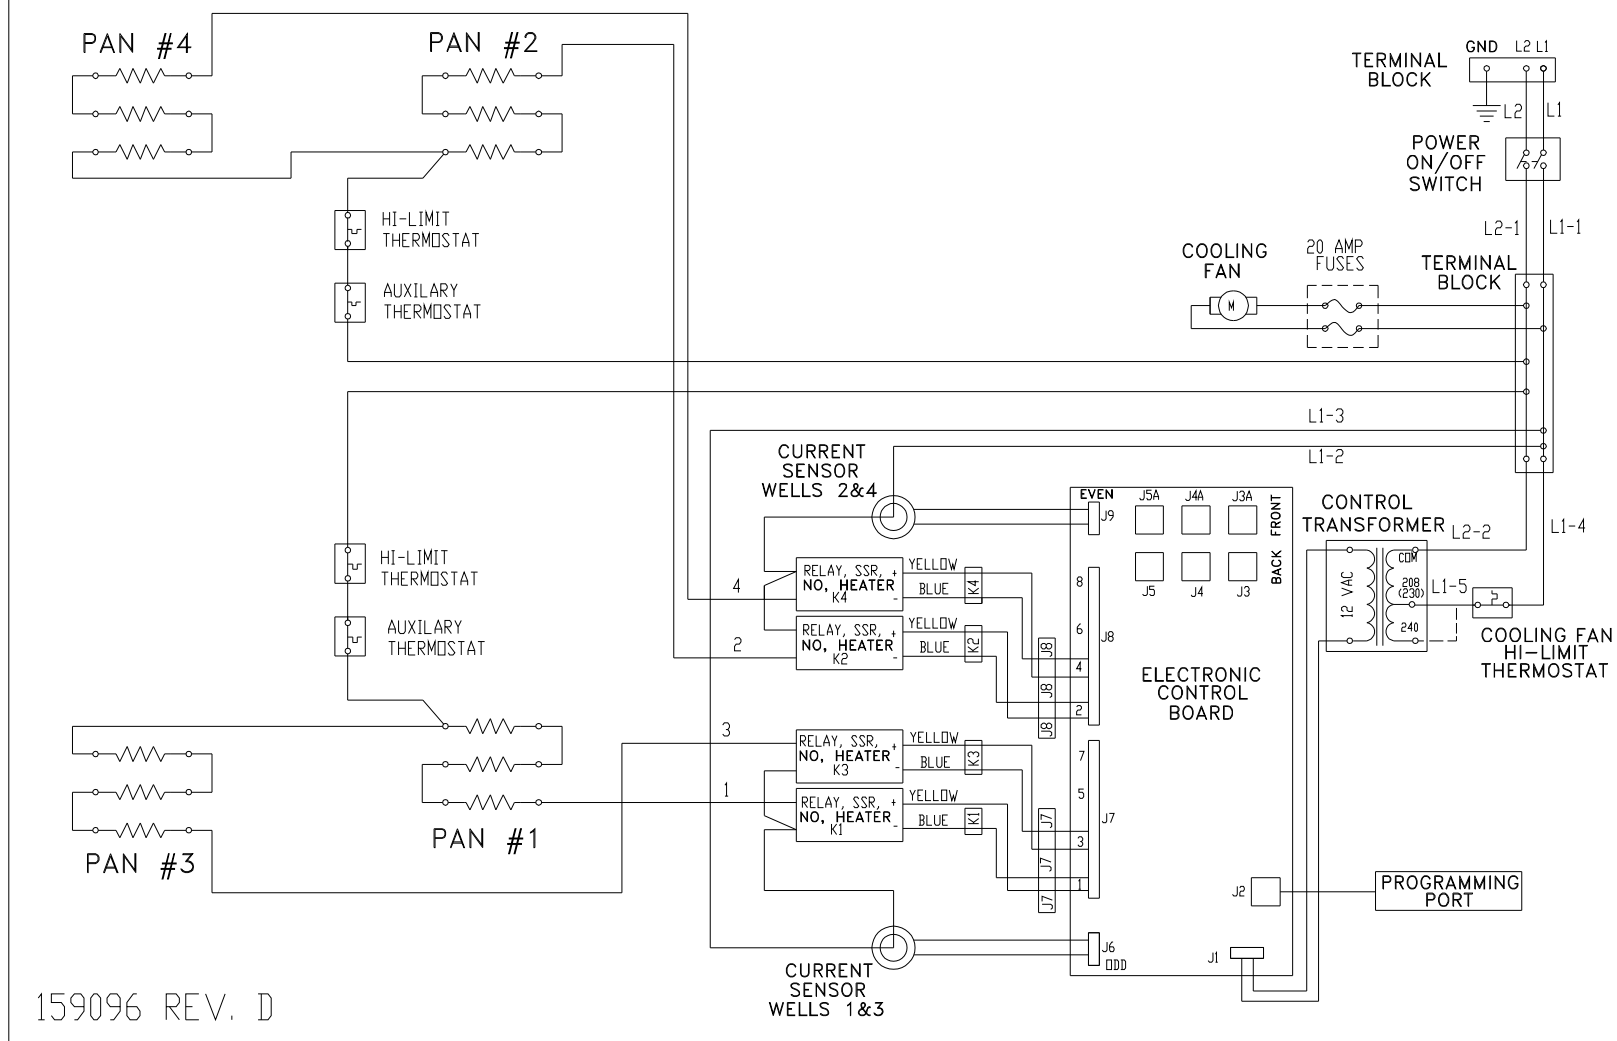 PAN #4
PAN #2
GND L2 L1
TERMINAL
BLOCK
L2 L1
POWER
ON/OFF
SWITCH
HI-LIMIT
THERMOSTAT
L2-1 L1-1
COOLING
FAN
20 AMP
FUSES
TERMINAL
BLOCK
AUXILARY
THERMOSTAT
M
L1-3
L1-2
CURRENT
SENSOR
WELLS 2&4
EVEN
J9
J5A J4A J3A
FRONT
BACK
J5 J4 J3
CONTROL
TRANSFORMER
L2-2
L1-4
COM
12 VAC
208
(230)
240
L1-5
COOLING FAN
HI-LIMIT
THERMOSTAT
HI-LIMIT
THERMOSTAT
AUXILARY
THERMOSTAT
4
RELAY, SSR, +
NO, HEATER
K4 -
YELLOW
BLUE
K4
2
RELAY, SSR, +
NO, HEATER
K2 -
YELLOW
BLUE
K2
J8
J8
J8
8
6
4
2
J8
ELECTRONIC
CONTROL
BOARD
3
RELAY, SSR, +
NO, HEATER
K3 -
YELLOW
BLUE
K3
1
RELAY, SSR, +
NO, HEATER
K1 -
YELLOW
BLUE
K1
J7
J7
J7
7
5
3
1
J7
PAN #1
PAN #3
J2
PROGRAMMING
PORT
J6
ODD
J1
CURRENT
SENSOR
WELLS 1&3
159096 REV. D